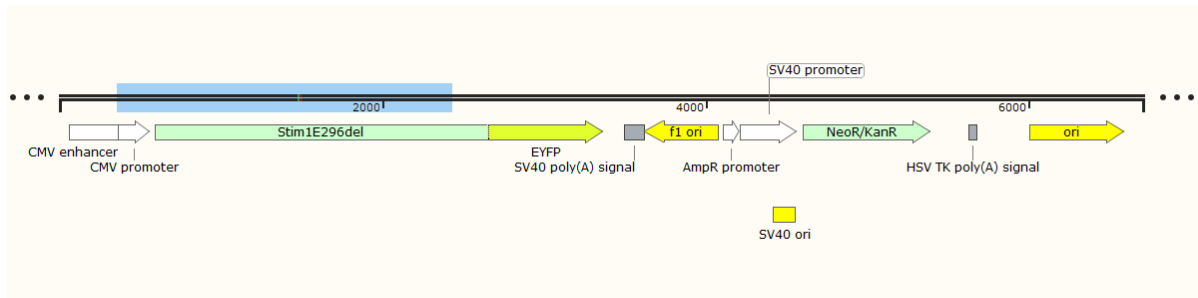 SV40 promoter
2000
4000
6000
Stim1E296del
f1 ori
NeoR/KanR
ori
CMV enhancer
EYFP
CMV promoter
SV40 poly(A) signal
AmpR promoter
HSV TK poly(A) signal
SV40 ori